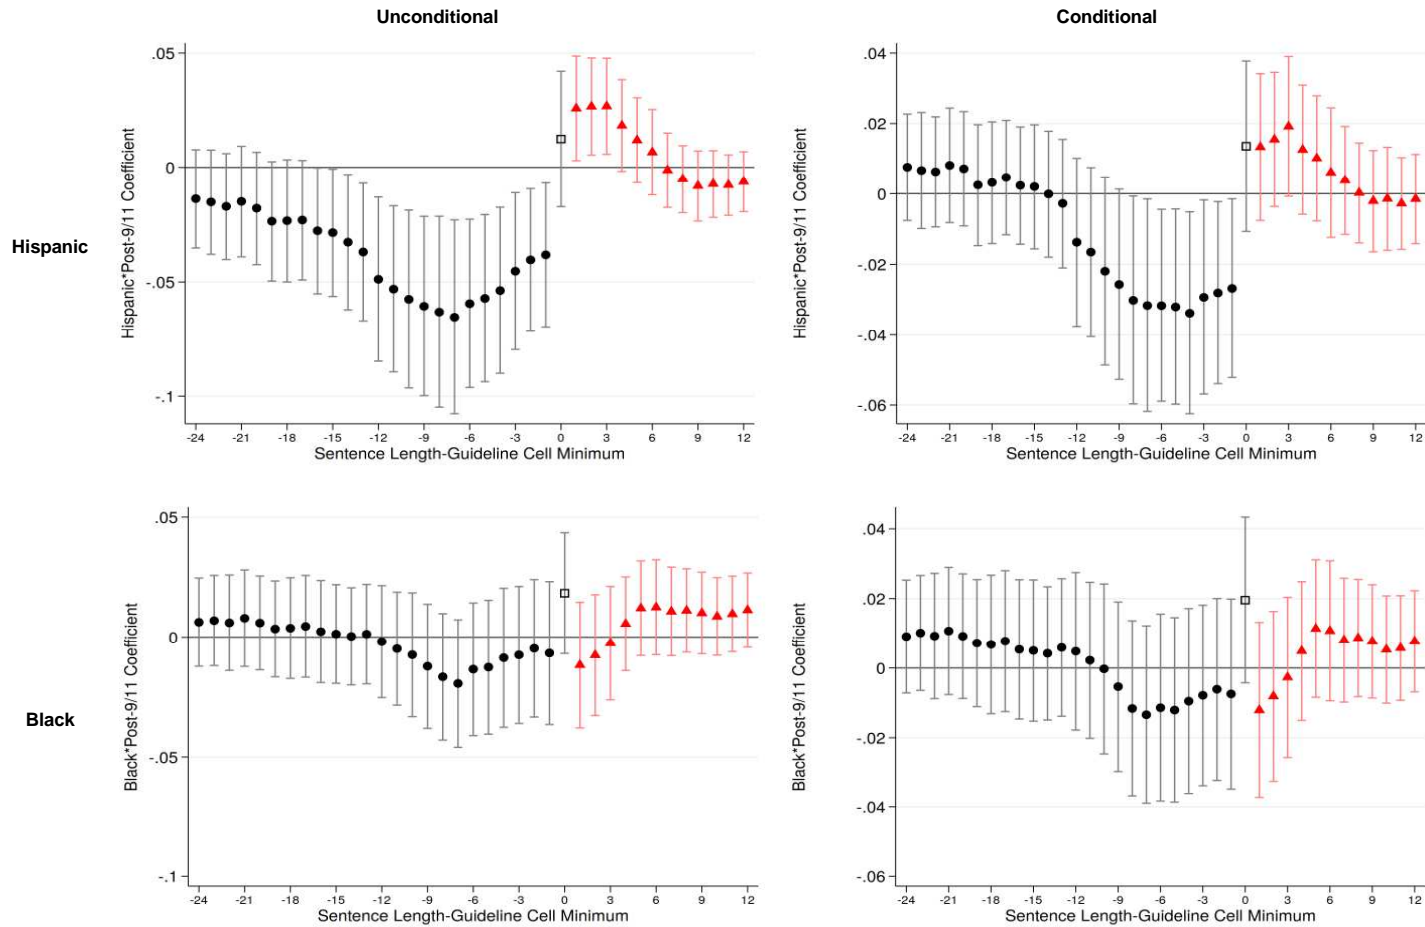 Unconditional
Conditional
Hispanic
Hispanic*Post-9/11 Coefficient
.05
0
-.05
-.1
-24 -21 -18 -15 -12 -9 -6 -3 0 3 6 9 12
Sentence Length-Guideline Cell Minimum
Hispanic*Post-9/11 Coefficient
.04
.02
0
-.02
-.04
-.06
-24 -21 -18 -15 -12 -9 -6 -3 0 3 6 9 12
Sentence Length-Guideline Cell Minimum
Black
Black*Post-9/11 Coefficient
.05
0
-.05
-.1
-24 -21 -18 -15 -12 -9 -6 -3 0 3 6 9 12
Sentence Length-Guideline Cell Minimum
Black*Post-9/11 Coefficient
.04
.02
0
-.02
-.04
-.06
-24 -21 -18 -15 -12 -9 -6 -3 0 3 6 9 12
Sentence Length-Guideline Cell Minimum